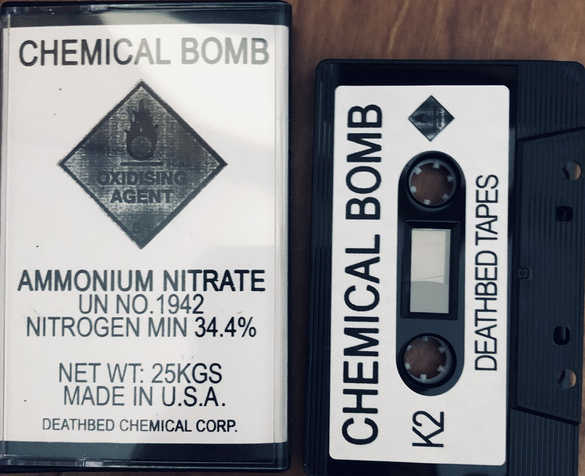 CHEMICAL BOMB
OXIDISING
AGENT
AMMONIUM NITRATE
UN NO.1942
NITROGEN MIN 34.4%
NET WT: 25KGS
MADE IN U.S.A.
DEATHBED CHEMICAL CORP.
CHEMICAL BOMB
K2
DEATHBED TAPES